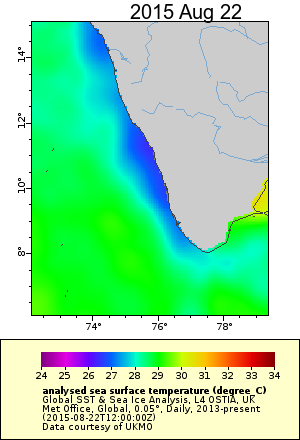 2015 Aug 22
14°
12°
10°
8°
74° 76° 78°
24 25 26 27 28 29 30 31 32 33 34
analysed sea surface temperature (degree_C)
Global SST & Sea Ice Analysis, L4 OSTIA, UK
Met Office, Global, 0.05°, Daily, 2013-present
(2015-08-22T12:00:00Z)
Data courtesy of UKMO